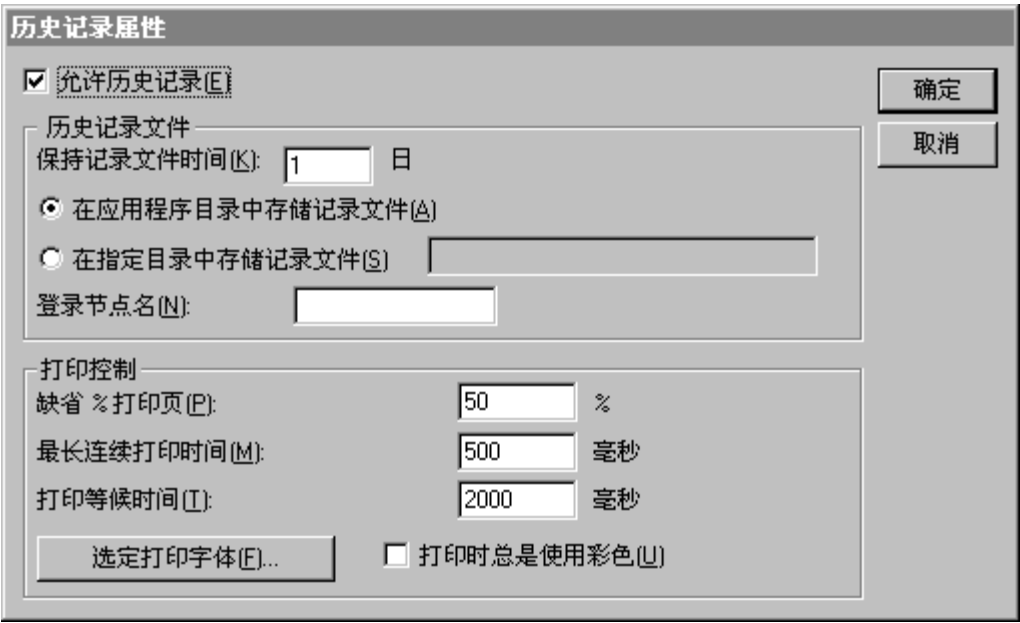 历史记录属性
允许历史记录(E)
确定
历史记录文件
取消
保持记录文件时间(K): 1 日
在应用程序目录中存储记录文件(A)
在指定目录中存储记录文件(S)
登录节点名(N):
打印控制
缺省 %打印页(P): 50 %
最长连续打印时间(M): 500 毫秒
打印等候时间(T): 2000 毫秒
选定打印字体(F)... 打印时总是使用彩色(U)